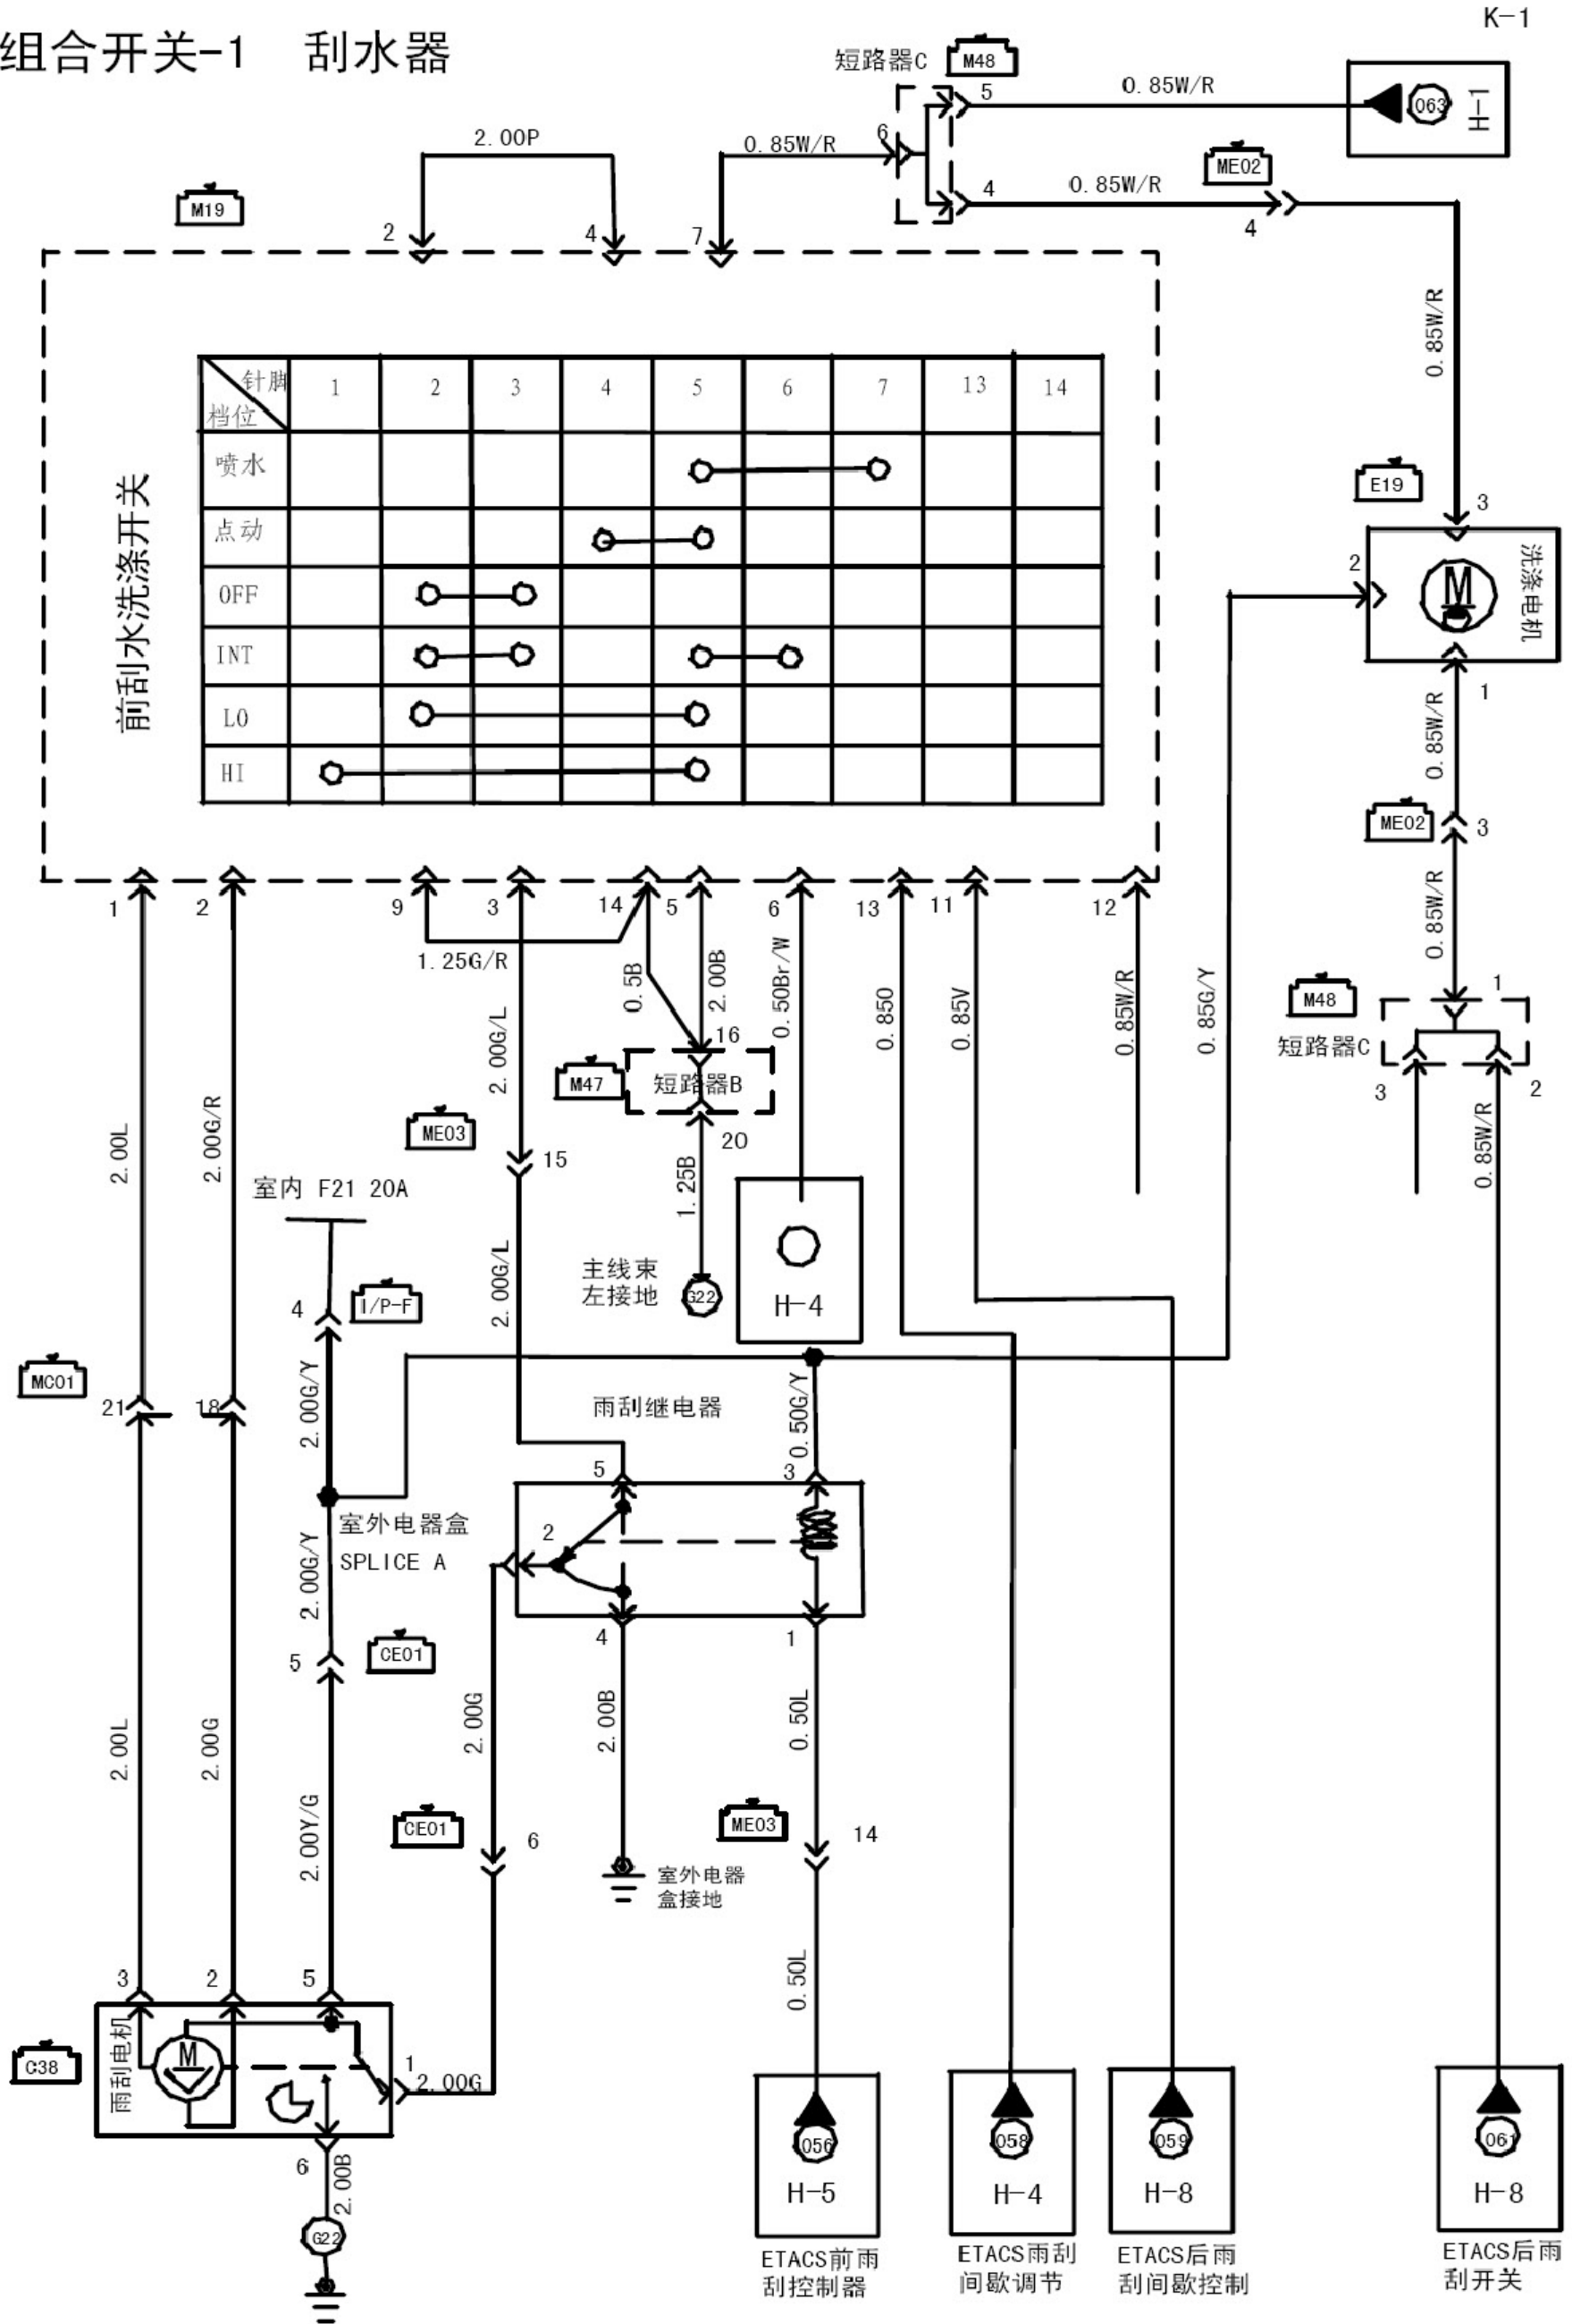 K-1
组合开关-1 刮水器
短路器C
M48
5
0.85W/R
063
H-1
2.00P
0.85W/R
6
ME02
4
0.85W/R
4
M19
2
4
7
0.85W/R
前刮水洗涤开关
针脚
档位
1 2 3 4 5 6 7 13 14
喷水
点动
OFF
INT
LO
HI
E19
3
2
M
洗涤电机
1
0.85W/R
ME02
3
0.85W/R
1 2 9 3 14 5 6 13 11 12
1.25G/R
0.5B
2.00B
0.50Br/W
0.850
0.85V
0.85W/R
0.85G/Y
M48
1
短路器C
3
2
0.85W/R
2.00L
2.00G/R
2.00G/L
16
M47
短路器B
20
ME03
15
1.25B
室内 F21 20A
2.00G/L
主线束
左接地
G22
H-4
4
I/P-F
MC01
21
18
2.00G/Y
雨刮继电器
0.50G/Y
5
3
室外电器盒
SPLICE A
2
2.00G/Y
4
1
5
CE01
2.00L
2.00G
2.00Y/G
2.00G
2.00B
0.50L
CE01
6
ME03
14
室外电器
盒接地
0.50L
3
2
5
C38
雨刮电机
M
1
2.00G
6
2.00B
G22
056
H-5
ETACS前雨
刮控制器
058
H-4
ETACS雨刮
间歇调节
059
H-8
ETACS后雨
刮间歇控制
061
H-8
ETACS后雨
刮开关